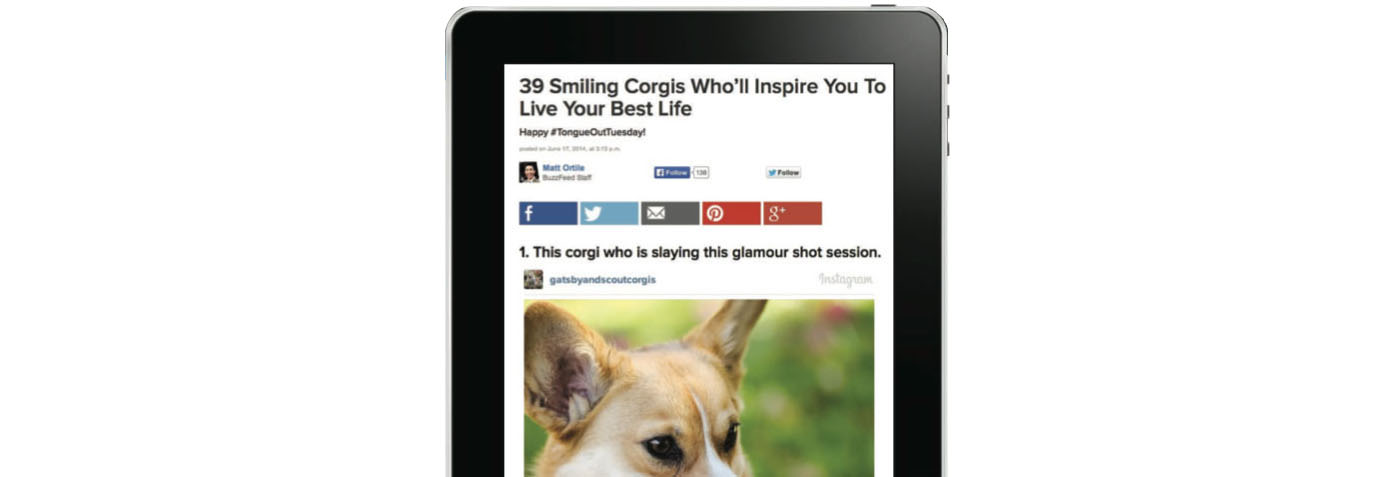 39 Smiling Corgis Who'll Inspire You To
Live Your Best Life
Happy #TongueOutTuesday!
posted on June 17, 2014, at 3:13 p.m.
Matt Ortile
BuzzFeed Staff
Follow 138
Follow
1. This corgi who is slaying this glamour shot session.
gatsbyandscoutcorgis
Instagram